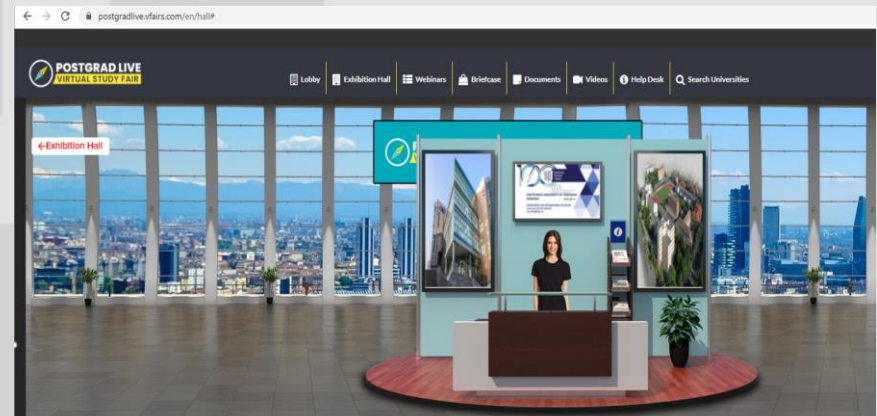 postgradlive.vfairs.com/en/hall#
POSTGRAD LIVE
VIRTUAL STUDY FAIR
Lobby
Exhibition Hall
Webinars
Briefcase
Documents
Videos
Help Desk
Search Universities
←Exhibition Hall